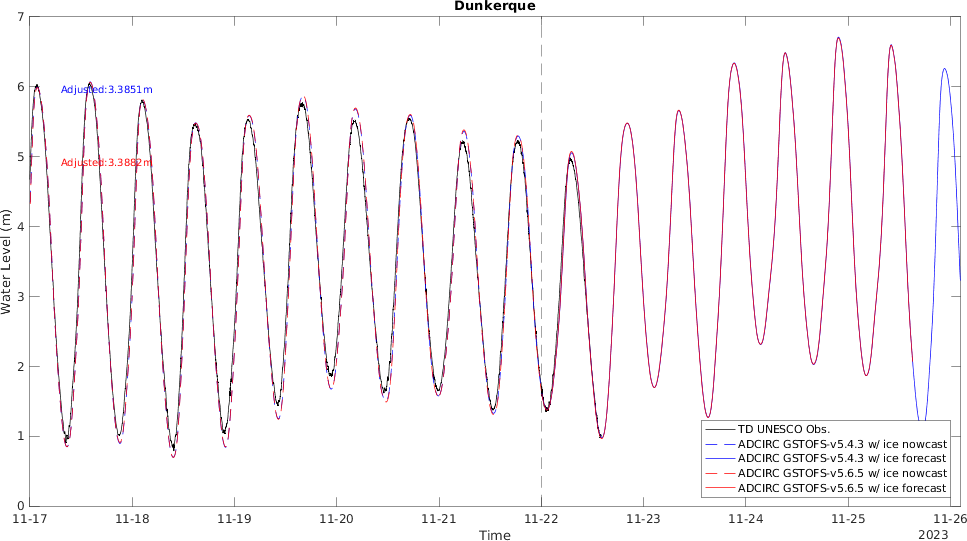 Dunkerque
7
6
5
4
3
2
1
0
Water Level (m)
Adjusted:3.3851m
Adjusted:3.3882m
TD UNESCO Obs.
ADCIRC GSTOFS-v5.4.3 w/ ice nowcast
ADCIRC GSTOFS-v5.4.3 w/ ice forecast
ADCIRC GSTOFS-v5.6.5 w/ ice nowcast
ADCIRC GSTOFS-v5.6.5 w/ ice forecast
11-17 11-18 11-19 11-20 11-21 11-22 11-23 11-24 11-25 11-26
Time
2023